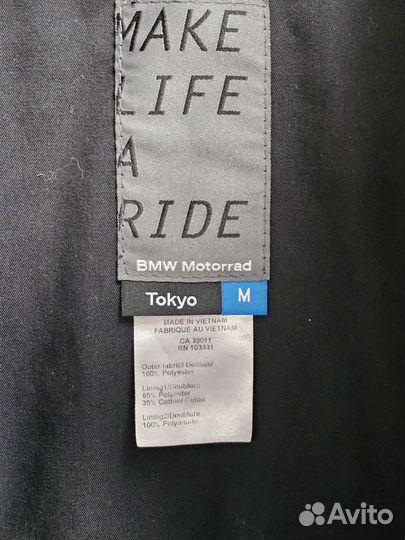 MAKE
LIFE
A
RIDE
BMW Motorrad
Tokyo M
MADE IN VIETNAM
FABRIQUE AU VIETNAM
CA 39011
RN 103331
Outer fabric/ Dessus/
100% Polyester
Lining1/Doublure
65% Polyester
35% Cotton/ Coton
Lining2/Doublure
100% Polyamide
Avito